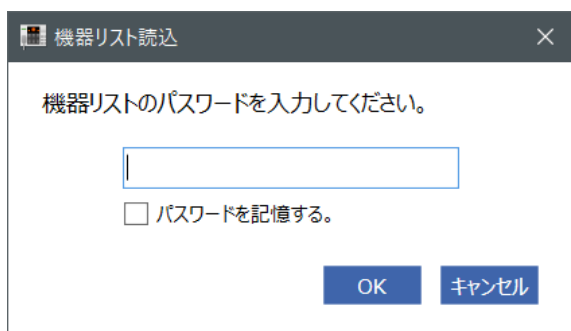 機器リスト読込
機器リストのパスワードを入力してください。
パスワードを記憶する。
OK キャンセル